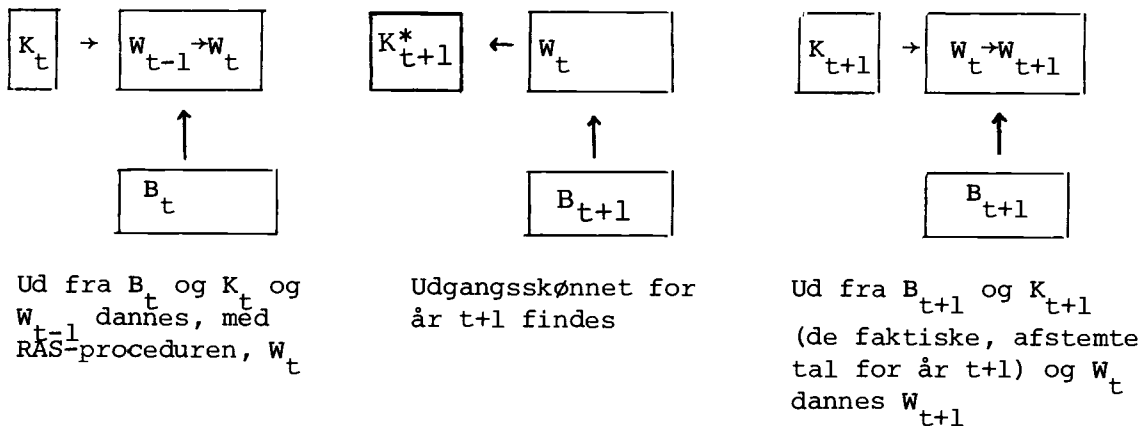 K_t → W_{t-1}→W_t
↑
B_t
Ud fra B_t og K_t og
W_{t-1} dannes, med
RAS-proceduren, W_t
K*_{t+1} ← W_t
↑
B_{t+1}
Udgangsskønnet for
år t+1 findes
K_{t+1} → W_t→W_{t+1}
↑
B_{t+1}
Ud fra B_{t+1} og K_{t+1}
(de faktiske, afstemte
tal for år t+1) og W_t
dannes W_{t+1}